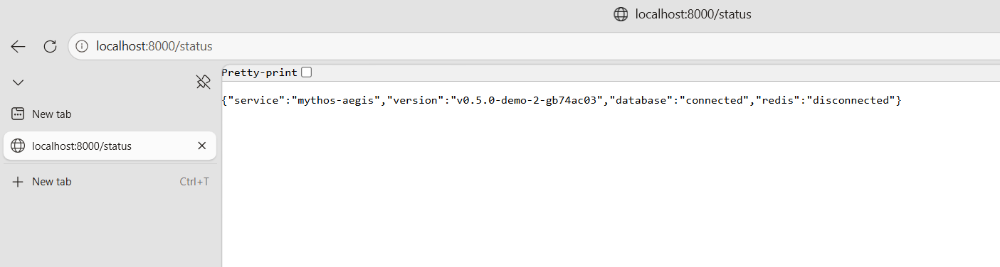 localhost:8000/status
localhost:8000/status
Pretty-print
New tab
{"service":"mythos-aegis","version":"v0.5.0-demo-2-gb74ac03","database":"connected","redis":"disconnected"}
localhost:8000/status
New tab Ctrl+T